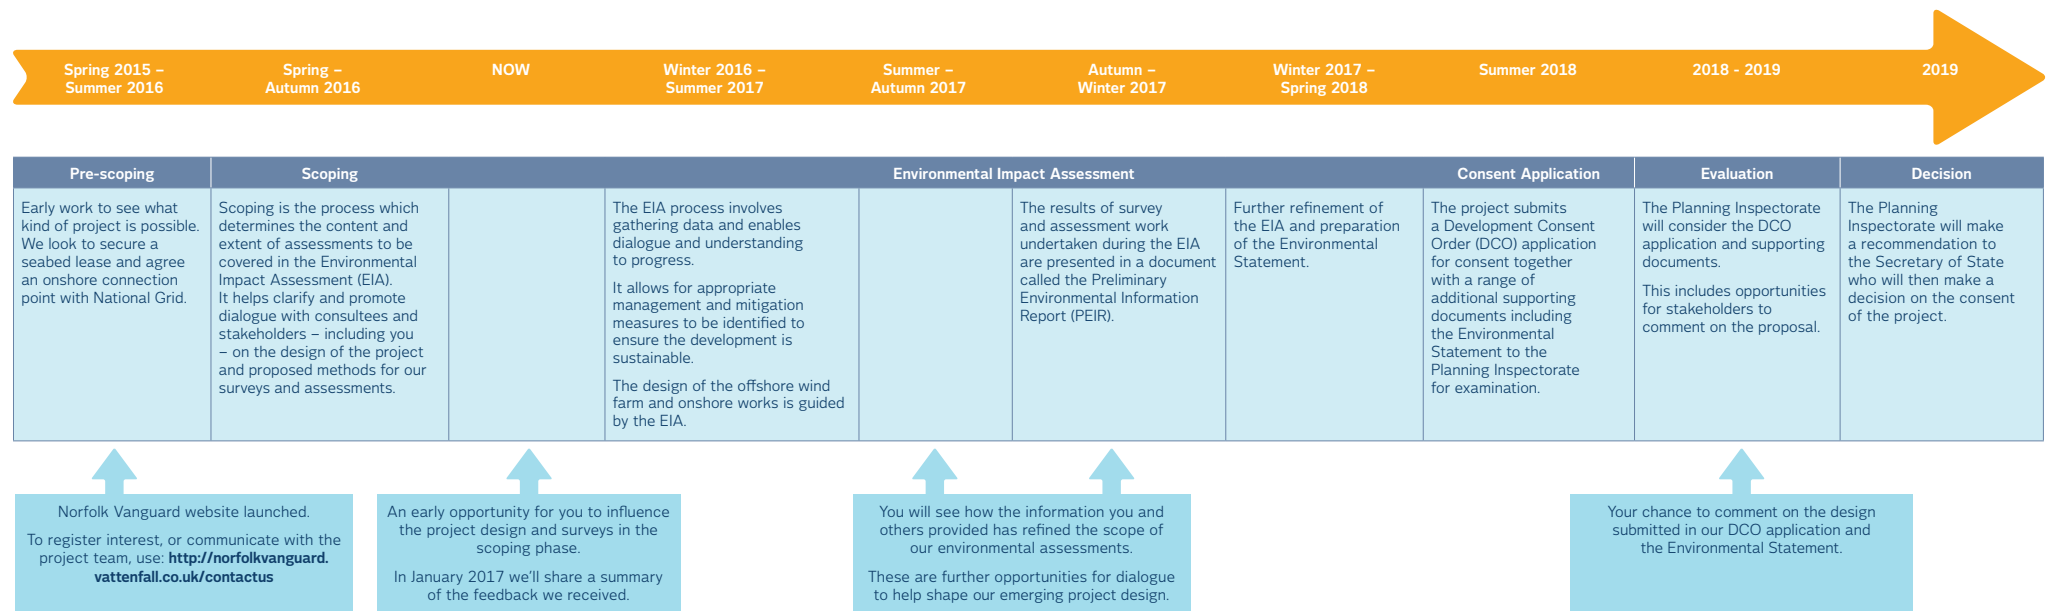 Spring 2015 –
Summer 2016
Spring –
Autumn 2016
NOW
Winter 2016 –
Summer 2017
Summer –
Autumn 2017
Autumn –
Winter 2017
Winter 2017 –
Spring 2018
Summer 2018
2018 - 2019
2019
Pre-scoping
Scoping
Environmental Impact Assessment
Consent Application
Evaluation
Decision
Early work to see what
kind of project is possible.
We look to secure a
seabed lease and agree
an onshore connection
point with National Grid.
Scoping is the process which
determines the content and
extent of assessments to be
covered in the Environmental
Impact Assessment (EIA).
It helps clarify and promote
dialogue with consultees and
stakeholders – including you
– on the design of the project
and proposed methods for our
surveys and assessments.
The EIA process involves
gathering data and enables
dialogue and understanding
to progress.
It allows for appropriate
management and mitigation
measures to be identified to
ensure the development is
sustainable.
The design of the offshore wind
farm and onshore works is guided
by the EIA.
The results of survey
and assessment work
undertaken during the EIA
are presented in a document
called the Preliminary
Environmental Information
Report (PEIR).
Further refinement of
the EIA and preparation
of the Environmental
Statement.
The project submits
a Development Consent
Order (DCO) application
for consent together
with a range of
additional supporting
documents including
the Environmental
Statement to the
Planning Inspectorate
for examination.
The Planning Inspectorate
will consider the DCO
application and supporting
documents.
This includes opportunities
for stakeholders to
comment on the proposal.
The Planning
Inspectorate will make
a recommendation to
the Secretary of State
who will then make a
decision on the consent
of the project.
Norfolk Vanguard website launched.
To register interest, or communicate with the
project team, use: http://norfolkvanguard.
vattenfall.co.uk/contactus
An early opportunity for you to influence
the project design and surveys in the
scoping phase.
In January 2017 we'll share a summary
of the feedback we received.
You will see how the information you and
others provided has refined the scope of
our environmental assessments.
These are further opportunities for dialogue
to help shape our emerging project design.
Your chance to comment on the design
submitted in our DCO application and
the Environmental Statement.